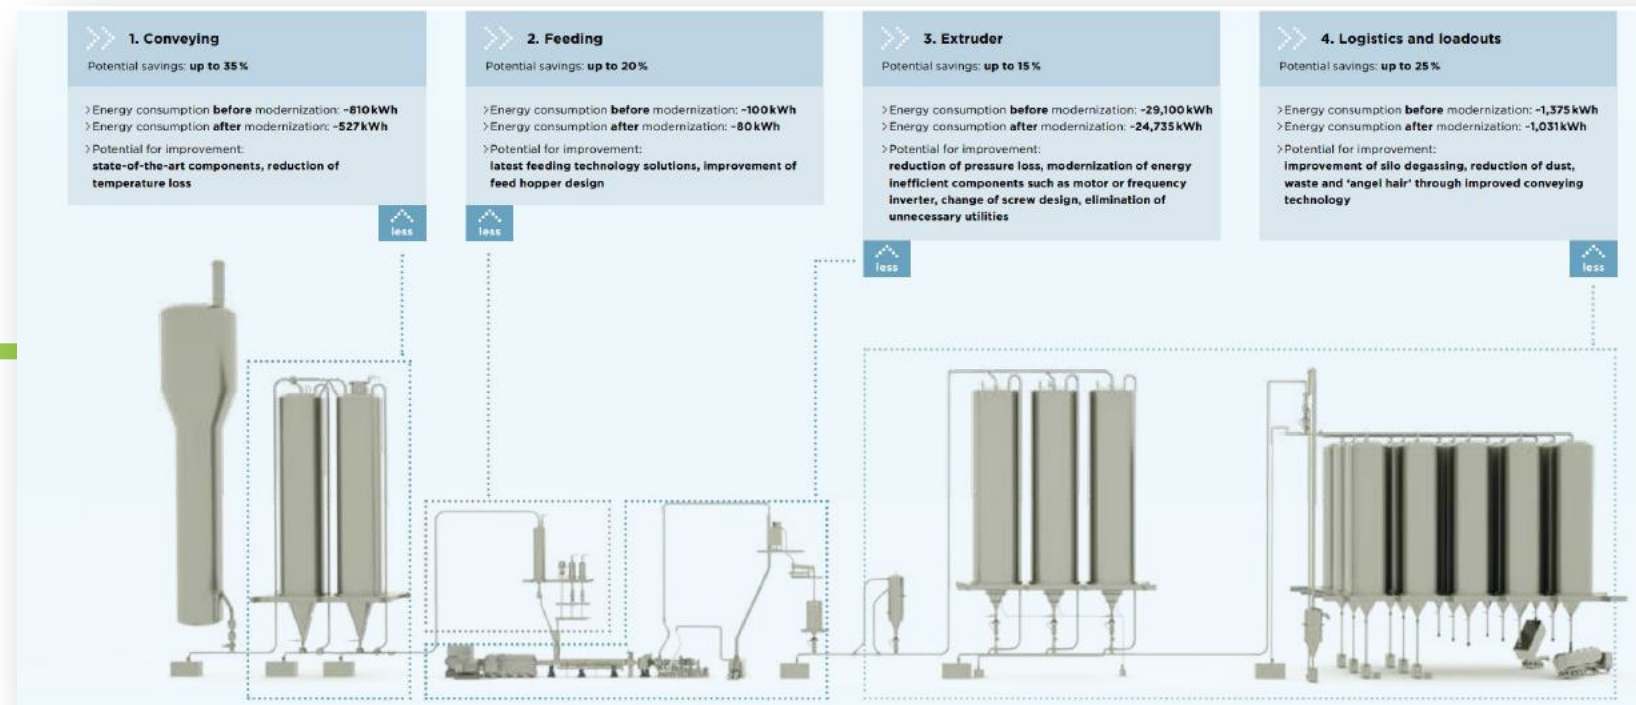 1. Conveying
Potential savings: up to 35%
>Energy consumption before modernization: ~810kWh
>Energy consumption after modernization: ~527kWh
>Potential for improvement:
state-of-the-art components, reduction of
temperature loss
less
2. Feeding
Potential savings: up to 20%
>Energy consumption before modernization: ~100kWh
>Energy consumption after modernization: ~80kWh
>Potential for improvement:
latest feeding technology solutions, improvement of
feed hopper design
less
3. Extruder
Potential savings: up to 15%
>Energy consumption before modernization: ~29,100kWh
>Energy consumption after modernization: ~24,735kWh
>Potential for improvement:
reduction of pressure loss, modernization of energy
inefficient components such as motor or frequency
inverter, change of screw design, elimination of
unnecessary utilities
less
4. Logistics and loadouts
Potential savings: up to 25%
>Energy consumption before modernization: ~1,375kWh
>Energy consumption after modernization: ~1,031kWh
>Potential for improvement:
improvement of silo degassing, reduction of dust,
waste and ‘angel hair’ through improved conveying
technology
less